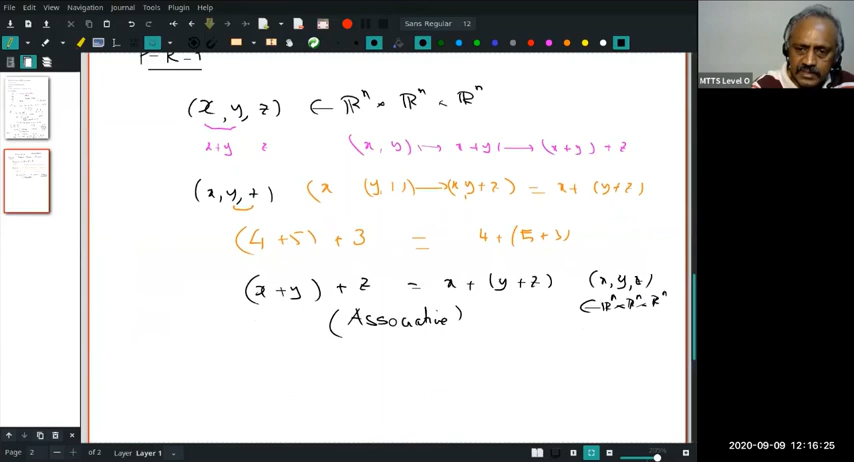 File Edit View Navigation Journal Tools Plugin Help
Sans Regular 12
MTTS Level O
(x, y, z) ∈ ℝⁿ × ℝⁿ × ℝⁿ
x+y z (x, y) ↦ x+y → (x+y) + z
(x, y, z) (x (y, z)) → (x, y+z) = x + (y+z)
(4 + 5) + 3 = 4 + (5 + 3)
(x + y) + z = x + (y + z) (x, y, z)
∈ ℝⁿ × ℝⁿ × ℝⁿ
(Associative)
2020-09-09 12:16:25
Page 2 of 2 Layer Layer 1